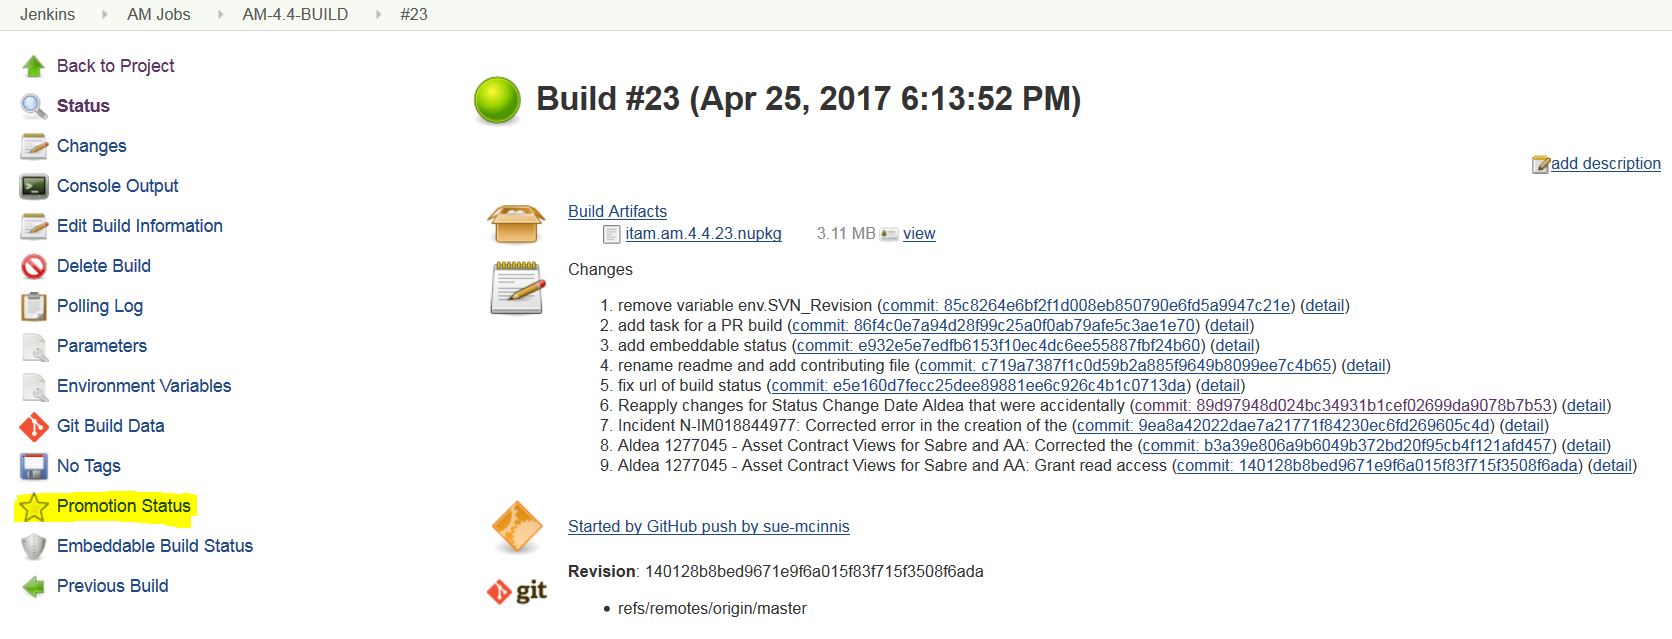 Jenkins AM Jobs AM-4.4-BUILD #23
Back to Project
Status
Changes
Console Output
Edit Build Information
Delete Build
Polling Log
Parameters
Environment Variables
Git Build Data
No Tags
Promotion Status
Embeddable Build Status
Previous Build
Build #23 (Apr 25, 2017 6:13:52 PM)
add description
Build Artifacts
itam.am.4.4.23.nupkg 3.11 MB view
Changes
1. remove variable env.SVN_Revision (commit: 85c8264e6bf2f1d008eb850790e6fd5a9947c21e) (detail)
2. add task for a PR build (commit: 86f4c0e7a94d28f99c25a0f0ab79afe5c3ae1e70) (detail)
3. add embeddable status (commit: e932e5e7edfb6153f10ec4dc6ee55887fbf24b60) (detail)
4. rename readme and add contributing file (commit: c719a7387f1c0d59b2a885f9649b8099ee7c4b65) (detail)
5. fix url of build status (commit: e5e160d7fecc25dee89881ee6c926c4b1c0713da) (detail)
6. Reapply changes for Status Change Date Aldea that were accidentally (commit: 89d97948d024bc34931b1cef02699da9078b7b53) (detail)
7. Incident N-IM018844977: Corrected error in the creation of the (commit: 9ea8a42022dae7a21771f84230ec6fd269605c4d) (detail)
8. Aldea 1277045 - Asset Contract Views for Sabre and AA: Corrected the (commit: b3a39e806a9b6049b372bd20f95cb4f121afd457) (detail)
9. Aldea 1277045 - Asset Contract Views for Sabre and AA: Grant read access (commit: 140128b8bed9671e9f6a015f83f715f3508f6ada) (detail)
Started by GitHub push by sue-mcinnis
git
Revision: 140128b8bed9671e9f6a015f83f715f3508f6ada
• refs/remotes/origin/master